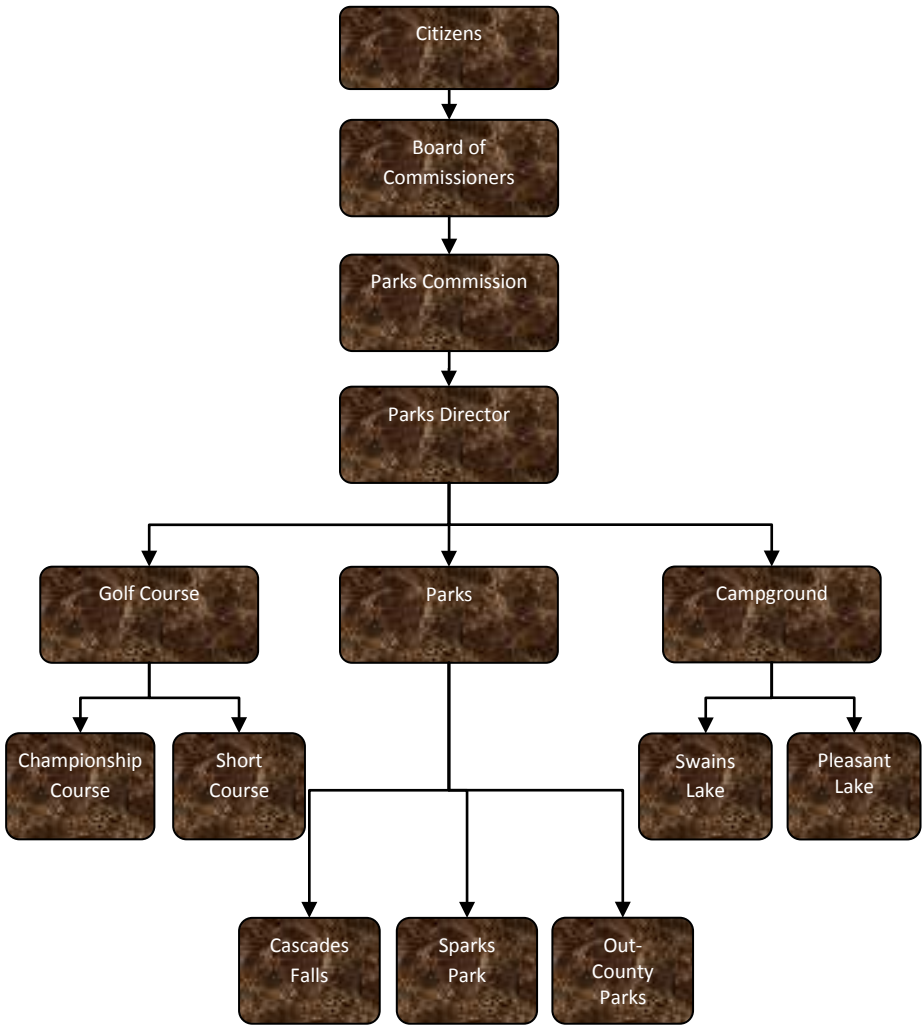 Citizens
Board of
Commissioners
Parks Commission
Parks Director
Golf Course
Parks
Campground
Championship
Course
Short
Course
Swains
Lake
Pleasant
Lake
Cascades
Falls
Sparks
Park
Out-
County
Parks